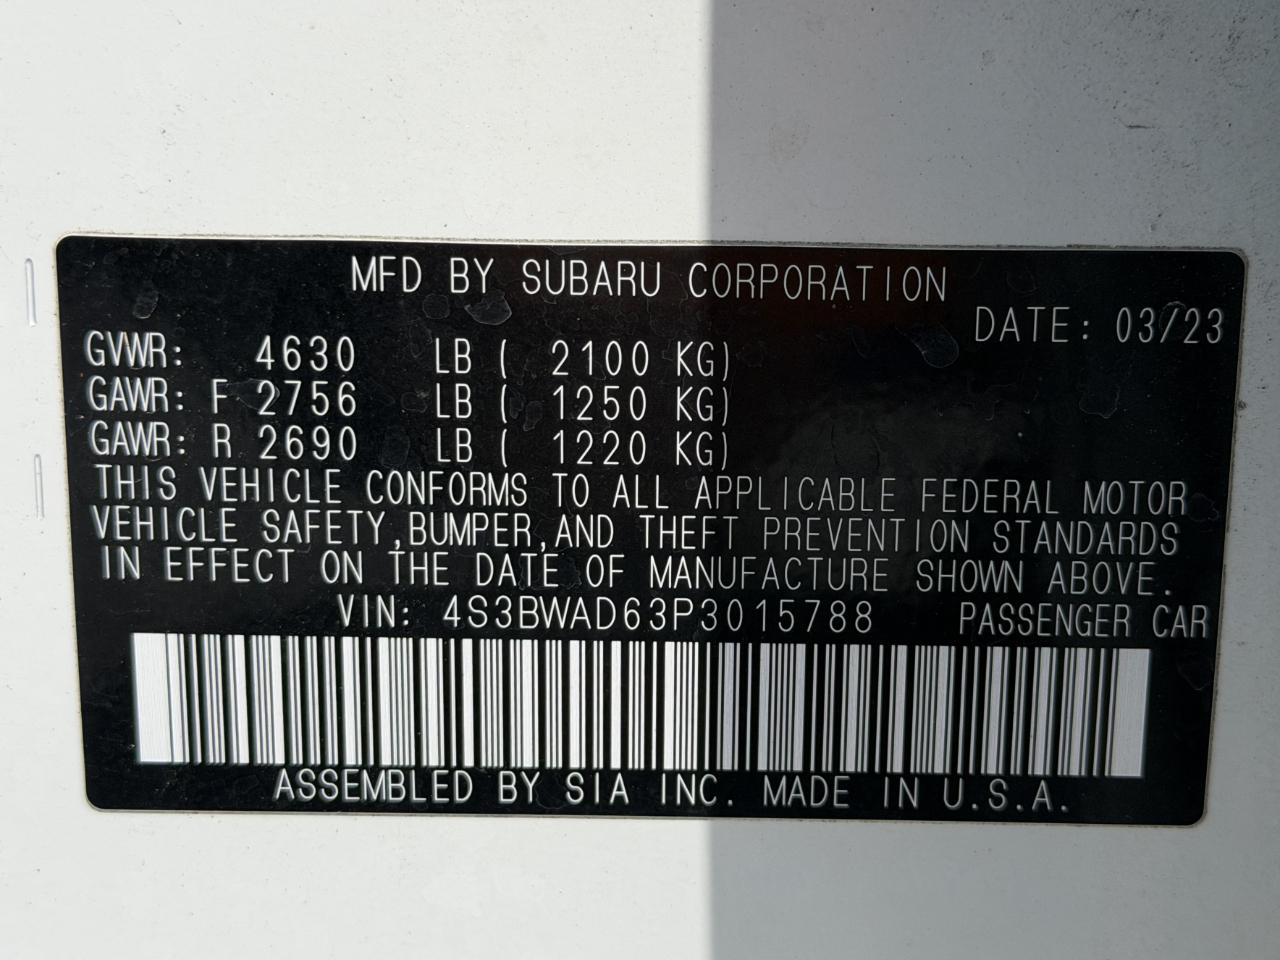 MFD BY SUBARU CORPORATION
DATE: 03/23
GVWR: 4630 LB ( 2100 KG)
GAWR: F 2756 LB ( 1250 KG)
GAWR: R 2690 LB ( 1220 KG)
THIS VEHICLE CONFORMS TO ALL APPLICABLE FEDERAL MOTOR
VEHICLE SAFETY,BUMPER,AND THEFT PREVENTION STANDARDS
IN EFFECT ON THE DATE OF MANUFACTURE SHOWN ABOVE.
VIN: 4S3BWAD63P3015788 PASSENGER CAR
ASSEMBLED BY SIA INC. MADE IN U.S.A.